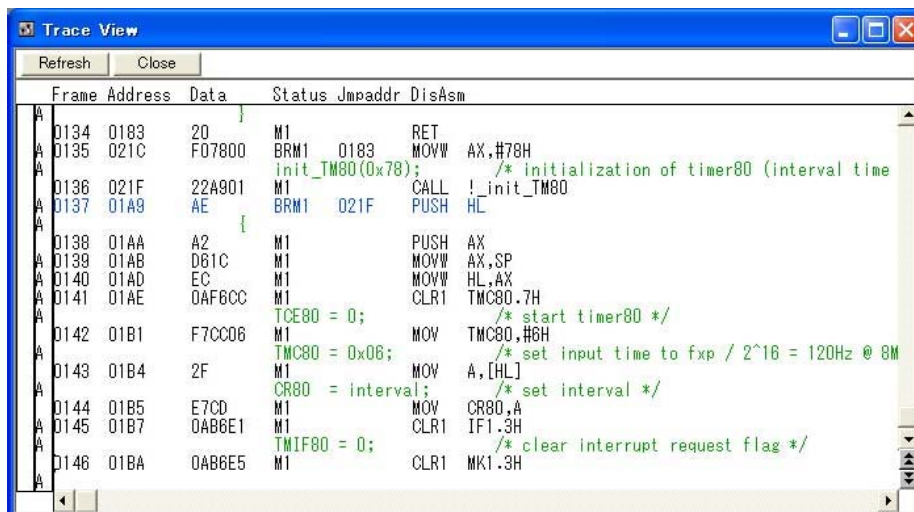 Trace View
Refresh Close
Frame Address Data Status Jmpaddr DisAsm
A }
0134 0183 20 M1 RET
A 0135 021C F07800 BRM1 0183 MOVW AX,#78H
A init_TM80(0x78); /* initialization of timer80 (interval time
0136 021F 22A901 M1 CALL !_init_TM80
A 0137 01A9 AE BRM1 021F PUSH HL
A {
0138 01AA A2 M1 PUSH AX
A 0139 01AB D61C M1 MOVW AX,SP
A 0140 01AD EC M1 MOVW HL,AX
A 0141 01AE 0AF6CC M1 CLR1 TMC80.7H
A TCE80 = 0; /* start timer80 */
0142 01B1 F7CC06 M1 MOV TMC80,#6H
A TMC80 = 0x06; /* set input time to fxp / 2^16 = 120Hz @ 8M
0143 01B4 2F M1 MOV A,[HL]
A CR80 = interval; /* set interval */
0144 01B5 E7CD M1 MOV CR80,A
A 0145 01B7 0AB6E1 M1 CLR1 IF1.3H
A TMIF80 = 0; /* clear interrupt request flag */
0146 01BA 0AB6E5 M1 CLR1 MK1.3H
A